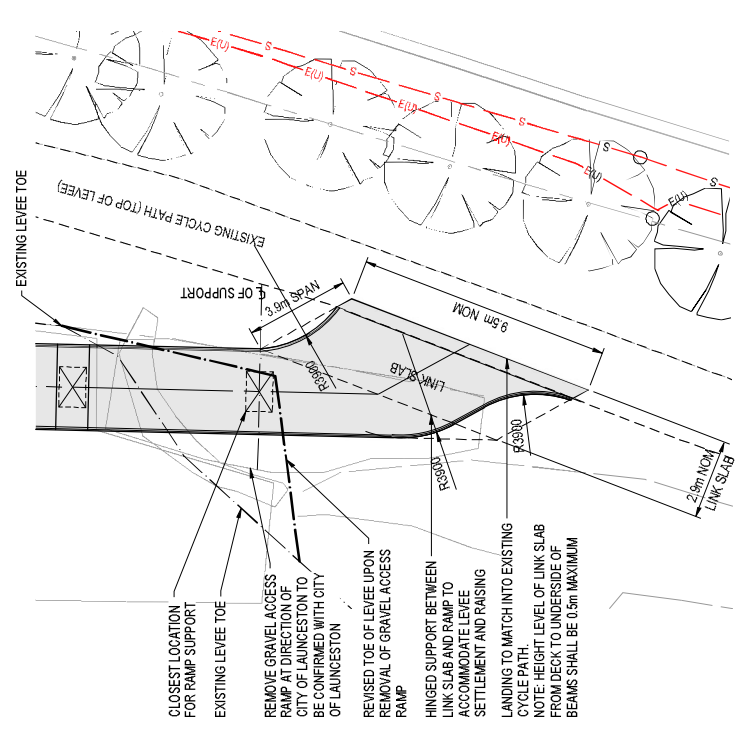 E(U)
S
E(U)
S
E(U)
S
E(U)
S
E(U)
S
E(U)
S
EXISTING LEVEE TOE
EXISTING CYCLE PATH (TOP OF LEVEE)
℄ OF SUPPORT
3.9m SPAN
9.5m NOM
R3900
LINK SLAB
R3900
R3900
2.9m NOM
LINK SLAB
CLOSEST LOCATION
FOR RAMP SUPPORT
EXISTING LEVEE TOE
REMOVE GRAVEL ACCESS
RAMP AT DIRECTION OF
CITY OF LAUNCESTON TO
BE CONFIRMED WITH CITY
OF LAUNCESTON
REVISED TOE OF LEVEE UPON
REMOVAL OF GRAVEL ACCESS
RAMP
HINGED SUPPORT BETWEEN
LINK SLAB AND RAMP TO
ACCOMMODATE LEVEE
SETTLEMENT AND RAISING
LANDING TO MATCH INTO EXISTING
CYCLE PATH.
NOTE: HEIGHT LEVEL OF LINK SLAB
FROM DECK TO UNDERSIDE OF
BEAMS SHALL BE 0.5m MAXIMUM